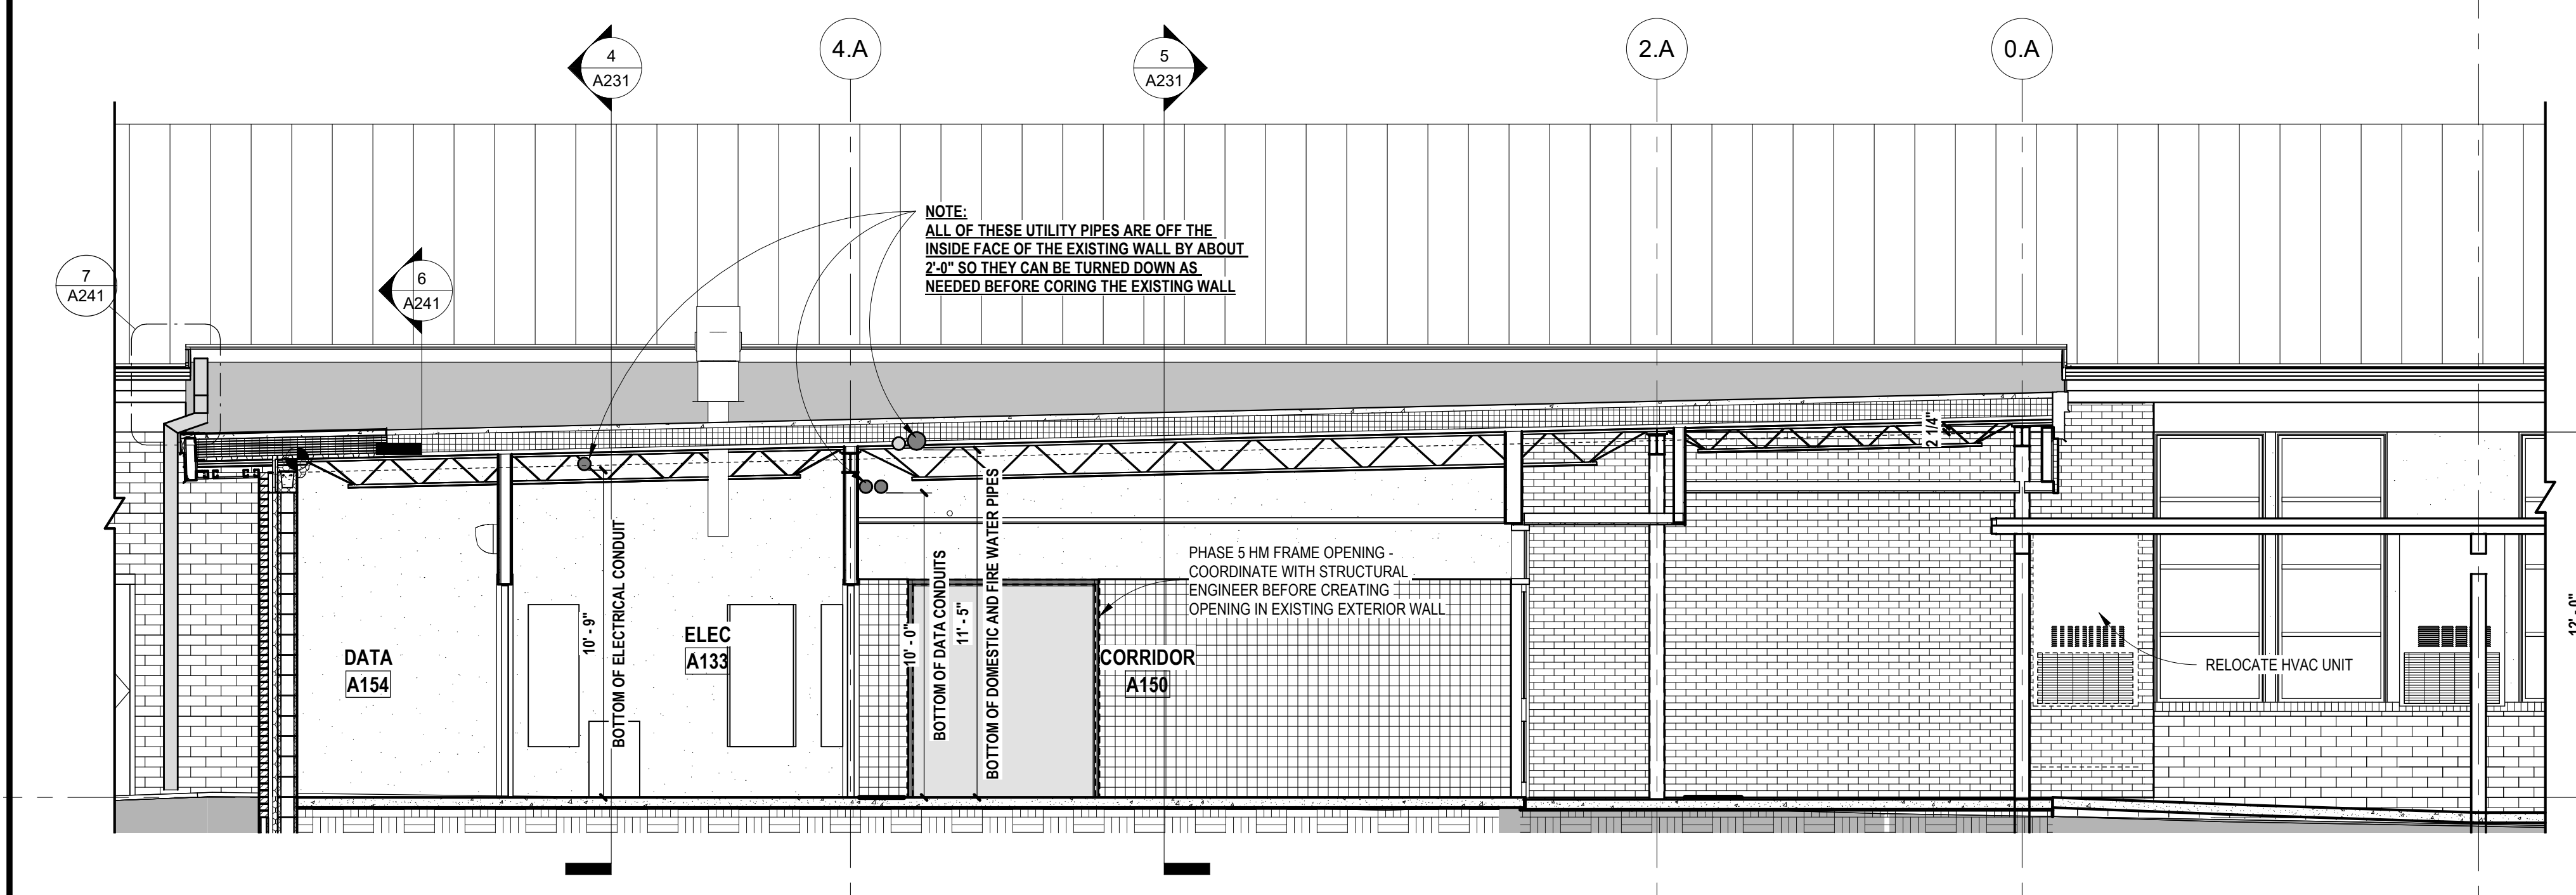 4
A231
4.A
5
A231
2.A
0.A
7
A241
6
A241
NOTE:
ALL OF THESE UTILITY PIPES ARE OFF THE
INSIDE FACE OF THE EXISTING WALL BY ABOUT
2'-0" SO THEY CAN BE TURNED DOWN AS
NEEDED BEFORE CORING THE EXISTING WALL
2 1/4"
DATA
A154
10' - 9"
BOTTOM OF ELECTRICAL CONDUIT
ELEC
A133
10' - 0"
BOTTOM OF DATA CONDUITS
11' - 5"
BOTTOM OF DOMESTIC AND FIRE WATER PIPES
PHASE 5 HM FRAME OPENING -
COORDINATE WITH STRUCTURAL
ENGINEER BEFORE CREATING
OPENING IN EXISTING EXTERIOR WALL
CORRIDOR
A150
RELOCATE HVAC UNIT
12' - 0"